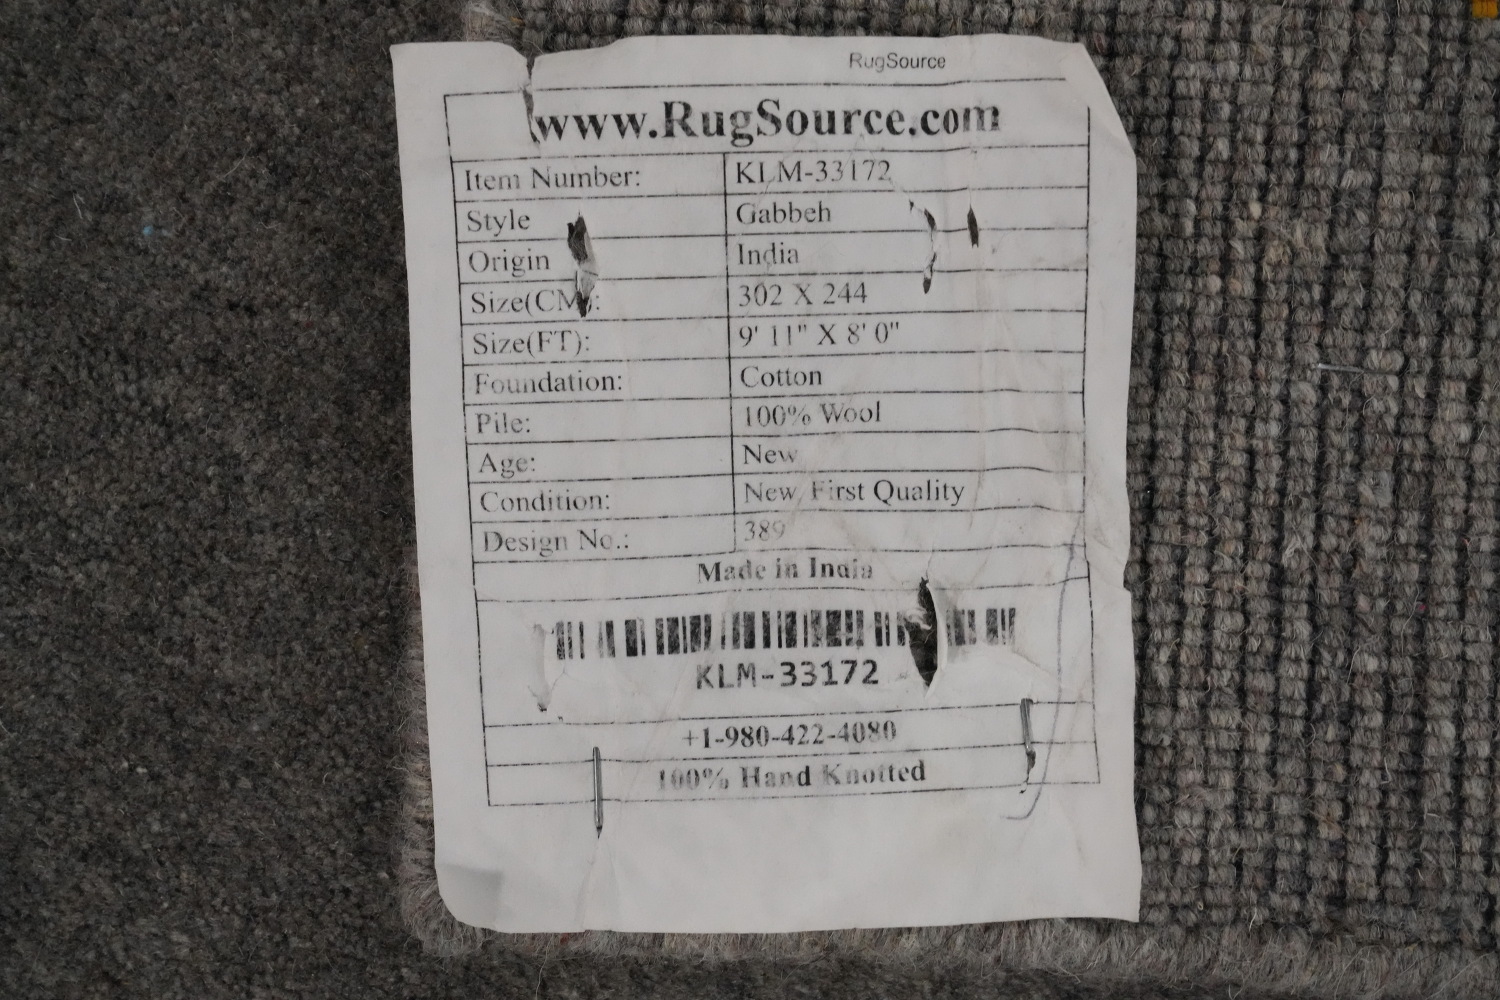 RugSource
www.RugSource.com
Item Number: KLM-33172
Style Gabbeh
Origin India
Size(CM): 302 X 244
Size(FT): 9' 11" X 8' 0"
Foundation: Cotton
Pile: 100% Wool
Age: New
Condition: New, First Quality
Design No.: 389
Made in India
KLM-33172
+1-980-422-4080
100% Hand Knotted